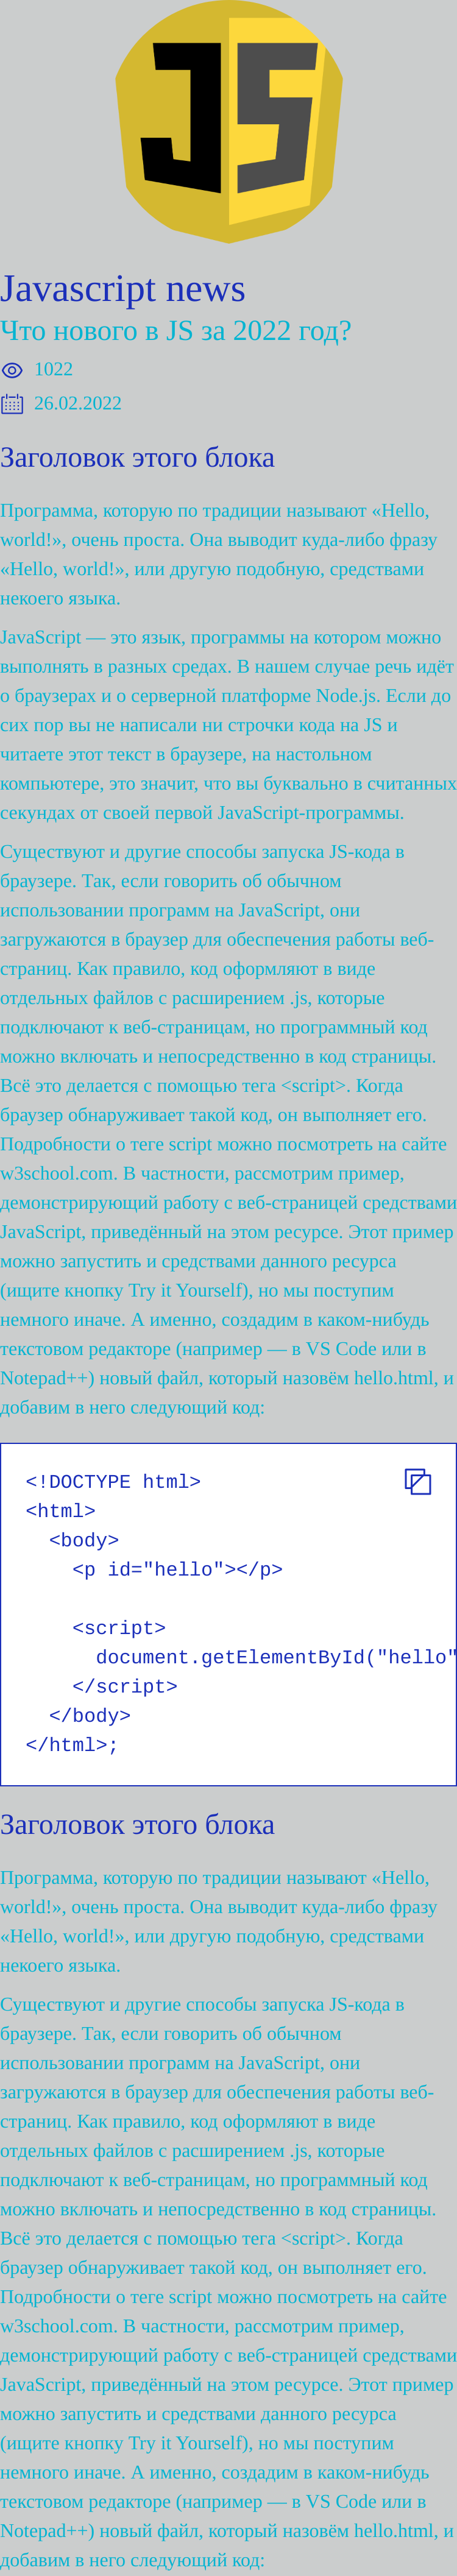 JS
Javascript news
Что нового в JS за 2022 год?
1022
26.02.2022
Заголовок этого блока
Программа, которую по традиции называют «Hello,
world!», очень проста. Она выводит куда-либо фразу
«Hello, world!», или другую подобную, средствами
некоего языка.
JavaScript — это язык, программы на котором можно
выполнять в разных средах. В нашем случае речь идёт
о браузерах и о серверной платформе Node.js. Если до
сих пор вы не написали ни строчки кода на JS и
читаете этот текст в браузере, на настольном
компьютере, это значит, что вы буквально в считанных
секундах от своей первой JavaScript-программы.
Существуют и другие способы запуска JS-кода в
браузере. Так, если говорить об обычном
использовании программ на JavaScript, они
загружаются в браузер для обеспечения работы веб-
страниц. Как правило, код оформляют в виде
отдельных файлов с расширением .js, которые
подключают к веб-страницам, но программный код
можно включать и непосредственно в код страницы.
Всё это делается с помощью тега <script>. Когда
браузер обнаруживает такой код, он выполняет его.
Подробности о теге script можно посмотреть на сайте
w3school.com. В частности, рассмотрим пример,
демонстрирующий работу с веб-страницей средствами
JavaScript, приведённый на этом ресурсе. Этот пример
можно запустить и средствами данного ресурса
(ищите кнопку Try it Yourself), но мы поступим
немного иначе. А именно, создадим в каком-нибудь
текстовом редакторе (например — в VS Code или в
Notepad++) новый файл, который назовём hello.html, и
добавим в него следующий код:
<!DOCTYPE html>
<html>
  <body>
    <p id="hello"></p>
    <script>
      document.getElementById("hello"
    </script>
  </body>
</html>;
Заголовок этого блока
Программа, которую по традиции называют «Hello,
world!», очень проста. Она выводит куда-либо фразу
«Hello, world!», или другую подобную, средствами
некоего языка.
Существуют и другие способы запуска JS-кода в
браузере. Так, если говорить об обычном
использовании программ на JavaScript, они
загружаются в браузер для обеспечения работы веб-
страниц. Как правило, код оформляют в виде
отдельных файлов с расширением .js, которые
подключают к веб-страницам, но программный код
можно включать и непосредственно в код страницы.
Всё это делается с помощью тега <script>. Когда
браузер обнаруживает такой код, он выполняет его.
Подробности о теге script можно посмотреть на сайте
w3school.com. В частности, рассмотрим пример,
демонстрирующий работу с веб-страницей средствами
JavaScript, приведённый на этом ресурсе. Этот пример
можно запустить и средствами данного ресурса
(ищите кнопку Try it Yourself), но мы поступим
немного иначе. А именно, создадим в каком-нибудь
текстовом редакторе (например — в VS Code или в
Notepad++) новый файл, который назовём hello.html, и
добавим в него следующий код: